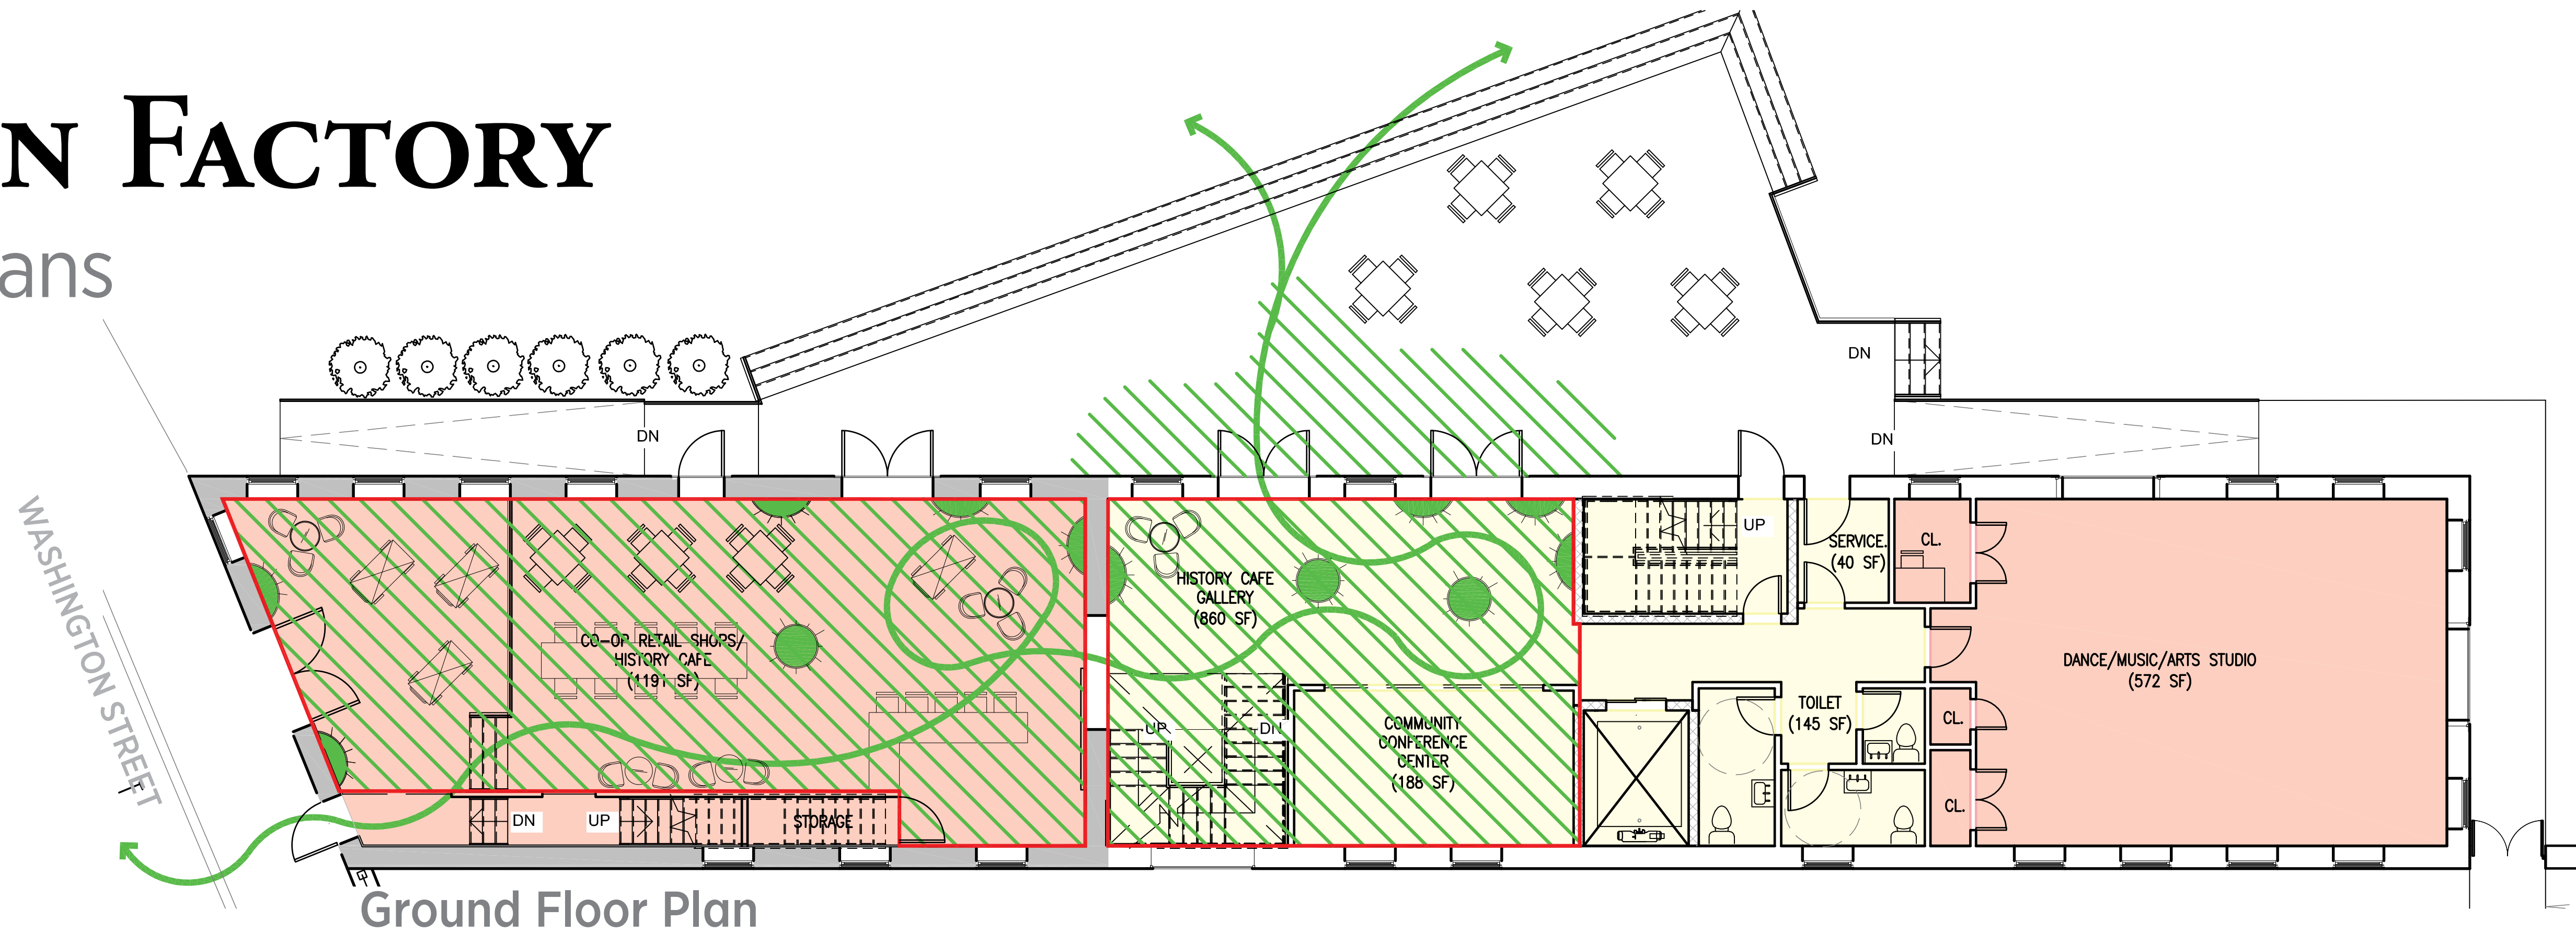 N FACTORY
ans
WASHINGTON STREET
DN
DN
DN
HISTORY CAFE
GALLERY
(860 SF)
UP
SERVICE.
(40 SF)
CL.
CO-OP RETAIL SHOPS/
HISTORY CAFE
(1191 SF)
DANCE/MUSIC/ARTS STUDIO
(572 SF)
UP
DN
COMMUNITY
CONFERENCE
CENTER
(188 SF)
TOILET
(145 SF)
CL.
DN
UP
STORAGE
CL.
Ground Floor Plan